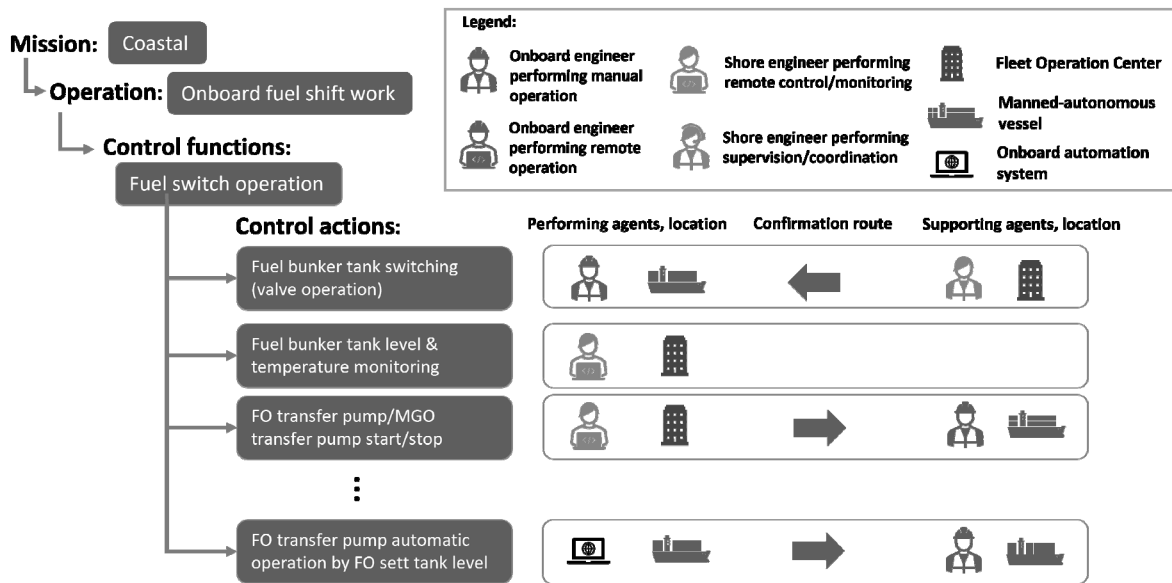 Mission: Coastal
Operation: Onboard fuel shift work
Control functions:
Fuel switch operation
Legend:
Onboard engineer
performing manual
operation
Onboard engineer
performing remote
operation
Shore engineer performing
remote control/monitoring
Shore engineer performing
supervision/coordination
Fleet Operation Center
Manned-autonomous
vessel
Onboard automation
system
Control actions:
Performing agents, location
Confirmation route
Supporting agents, location
Fuel bunker tank switching
(valve operation)
Fuel bunker tank level &
temperature monitoring
FO transfer pump/MGO
transfer pump start/stop
FO transfer pump automatic
operation by FO sett tank level